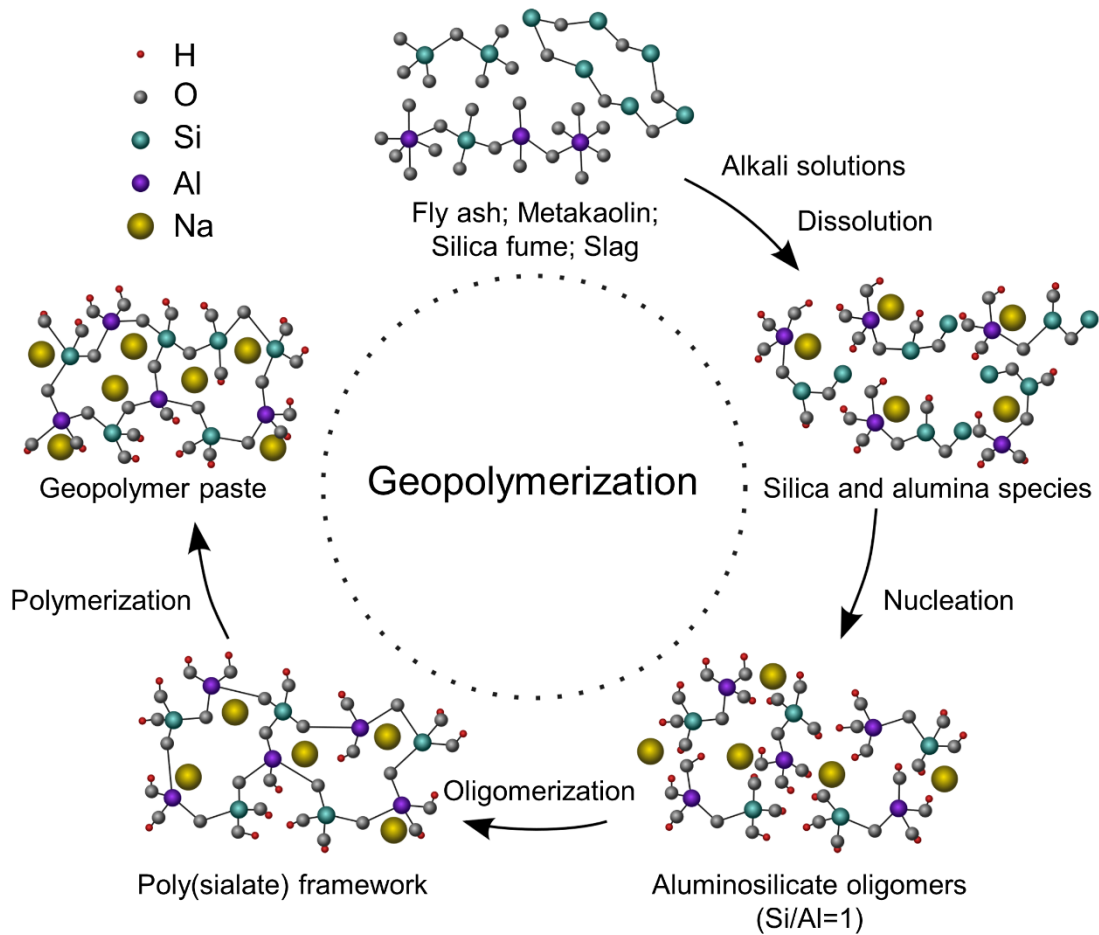 H
O
Si
Al
Na
Fly ash; Metakaolin;
Silica fume; Slag
Alkali solutions
Dissolution
Silica and alumina species
Nucleation
Aluminosilicate oligomers
(Si/Al=1)
Oligomerization
Poly(sialate) framework
Polymerization
Geopolymer paste
Geopolymerization